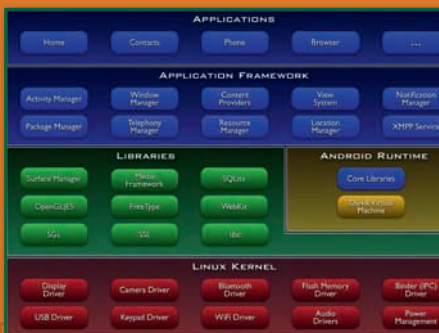 APPLICATIONS
Home Contacts Phone Browser ...
APPLICATION FRAMEWORK
Activity Manager Window Manager Content Providers View System Notification Manager
Package Manager Telephony Manager Resource Manager Location Manager XMPP Service
LIBRARIES
Surface Manager Media Framework SQLite
OpenGL|ES FreeType WebKit
SGL SSL libc
ANDROID RUNTIME
Core Libraries
Dalvik Virtual Machine
LINUX KERNEL
Display Driver Camera Driver Bluetooth Driver Flash Memory Driver Binder (IPC) Driver
USB Driver Keypad Driver WiFi Driver Audio Drivers Power Management